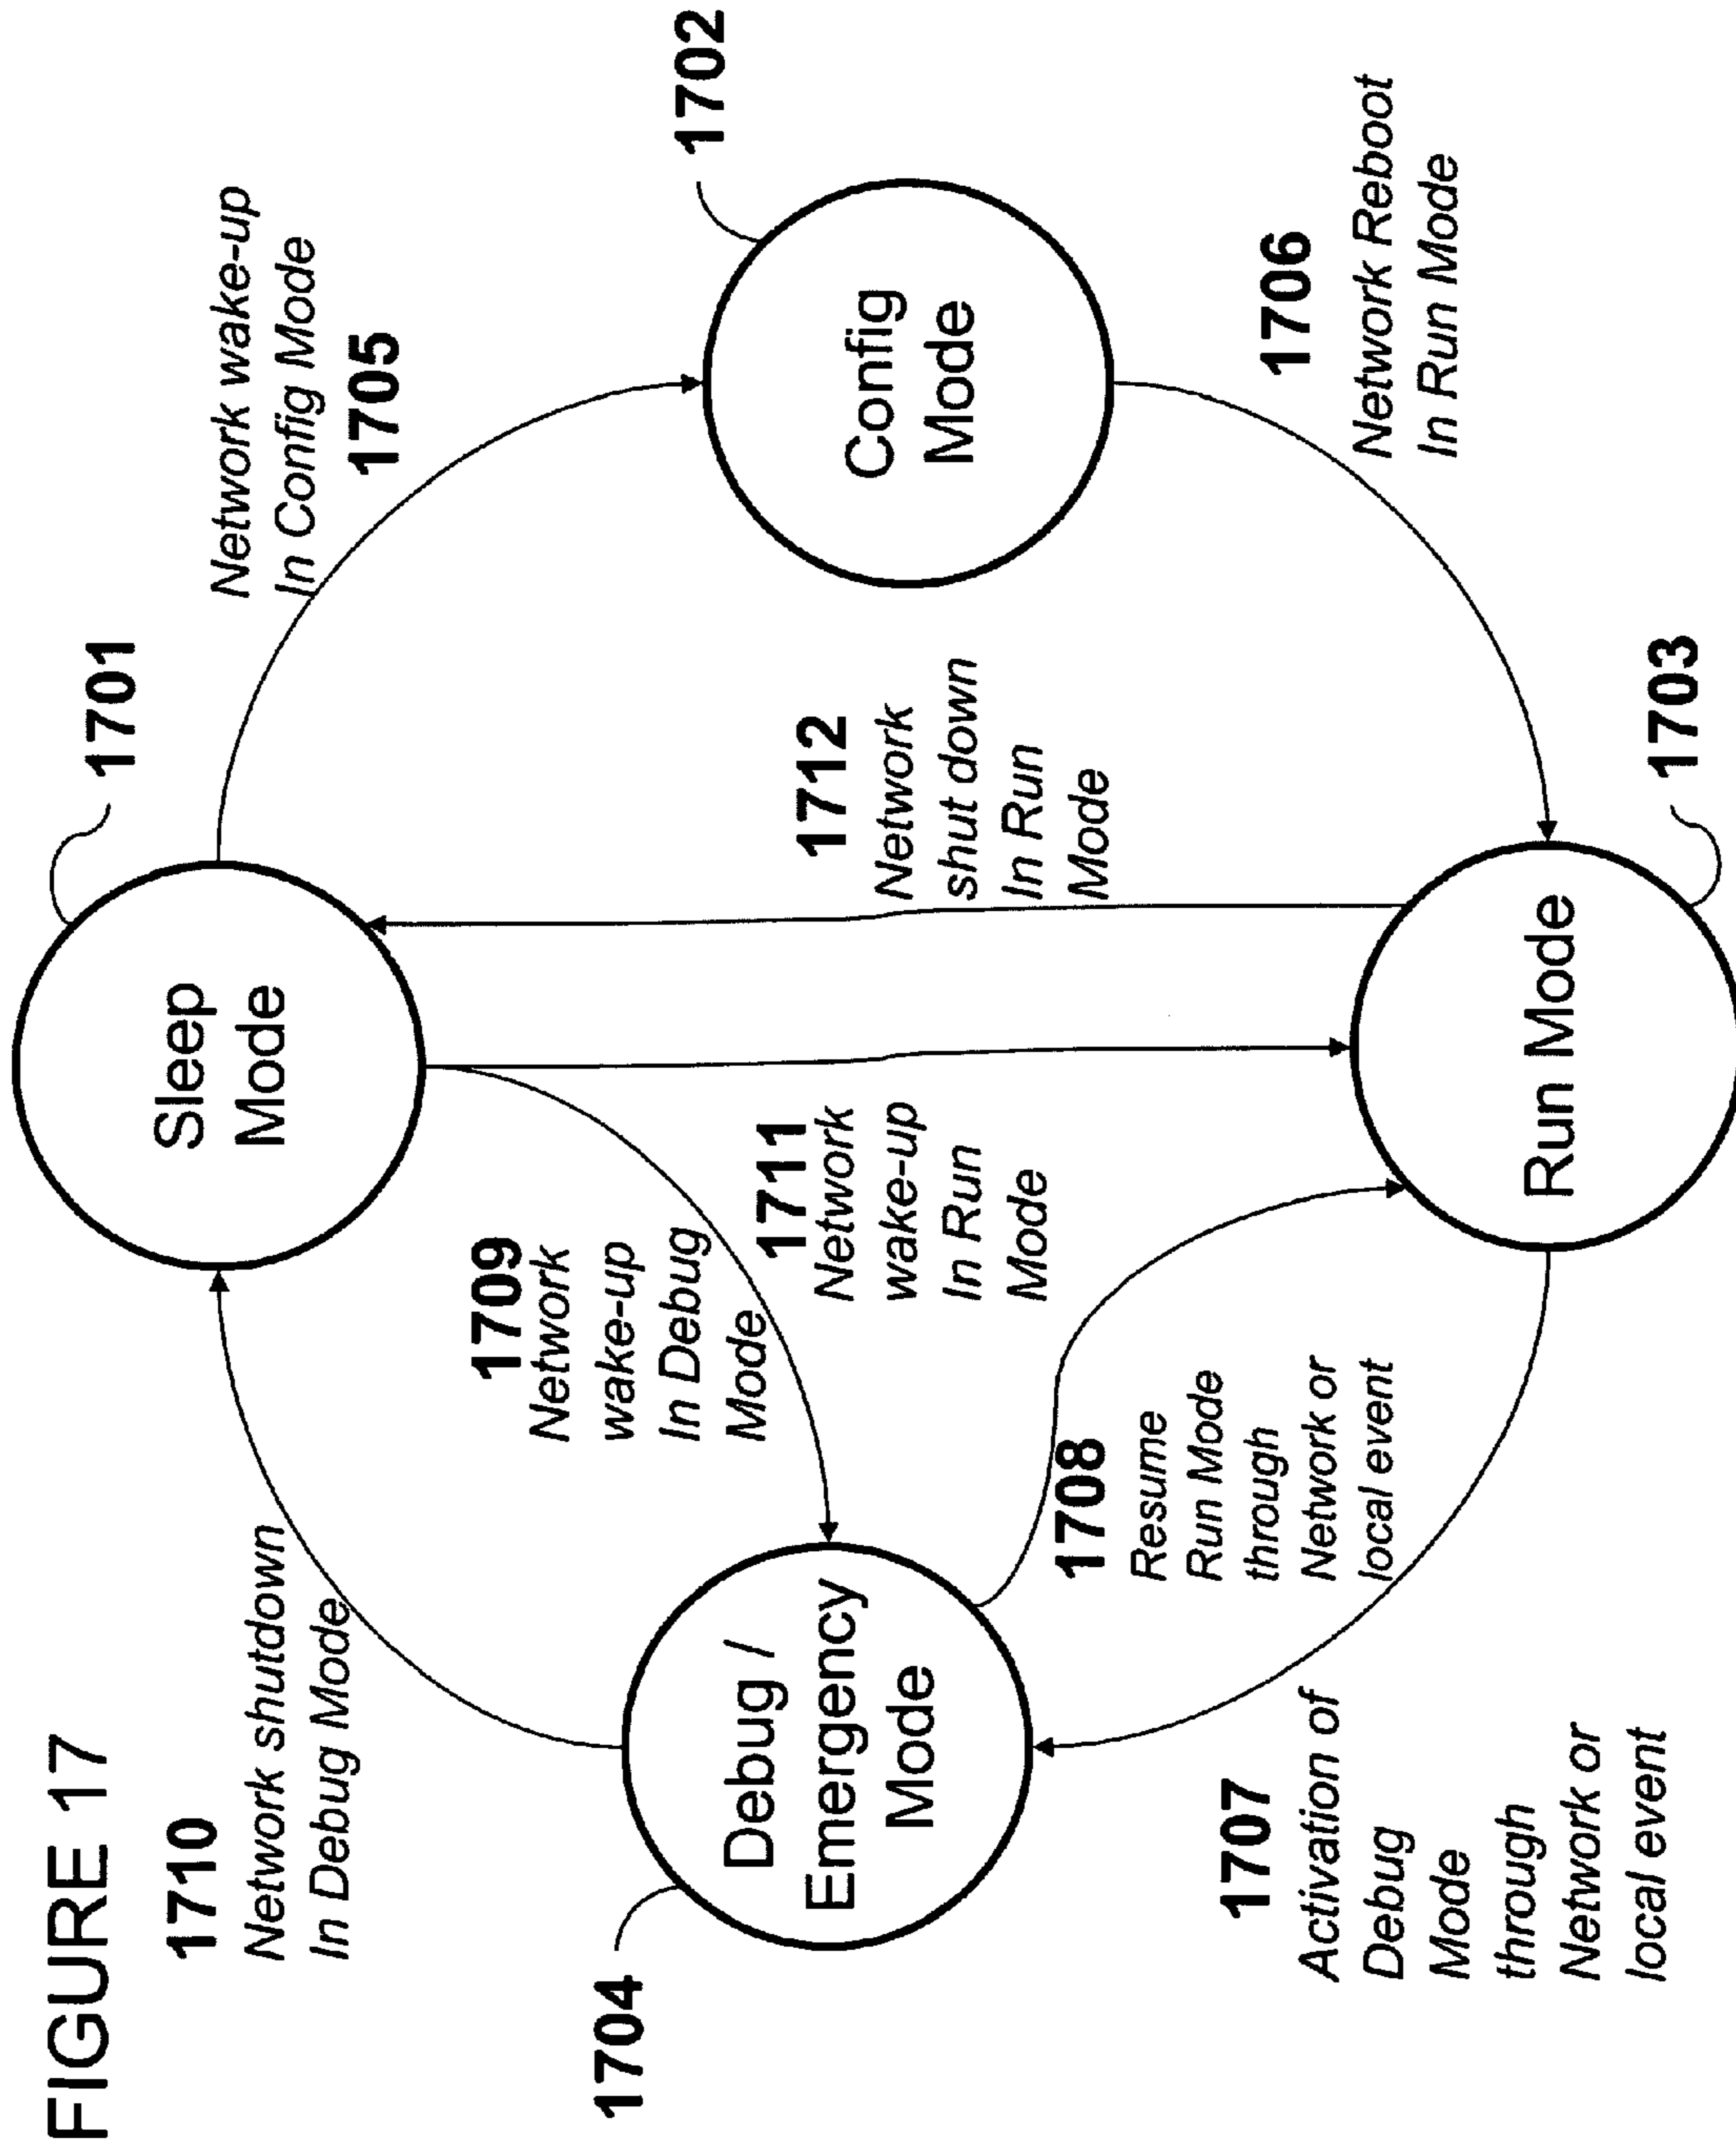 FIGURE 17
1710
Network shutdown
In Debug Mode
Sleep
Mode
1701
Network wake-up
In Config Mode
1705
1704
Debug /
Emergency
Mode
1709
Network
wake-up
In Debug
Mode
1711
Network
wake-up
In Run
Mode
1712
Network
shut down
In Run
Mode
Config
Mode
1702
1708
Resume
Run Mode
through
Network or
local event
1707
Activation of
Debug
Mode
through
Network or
local event
Run Mode
1703
1706
Network Reboot
In Run Mode